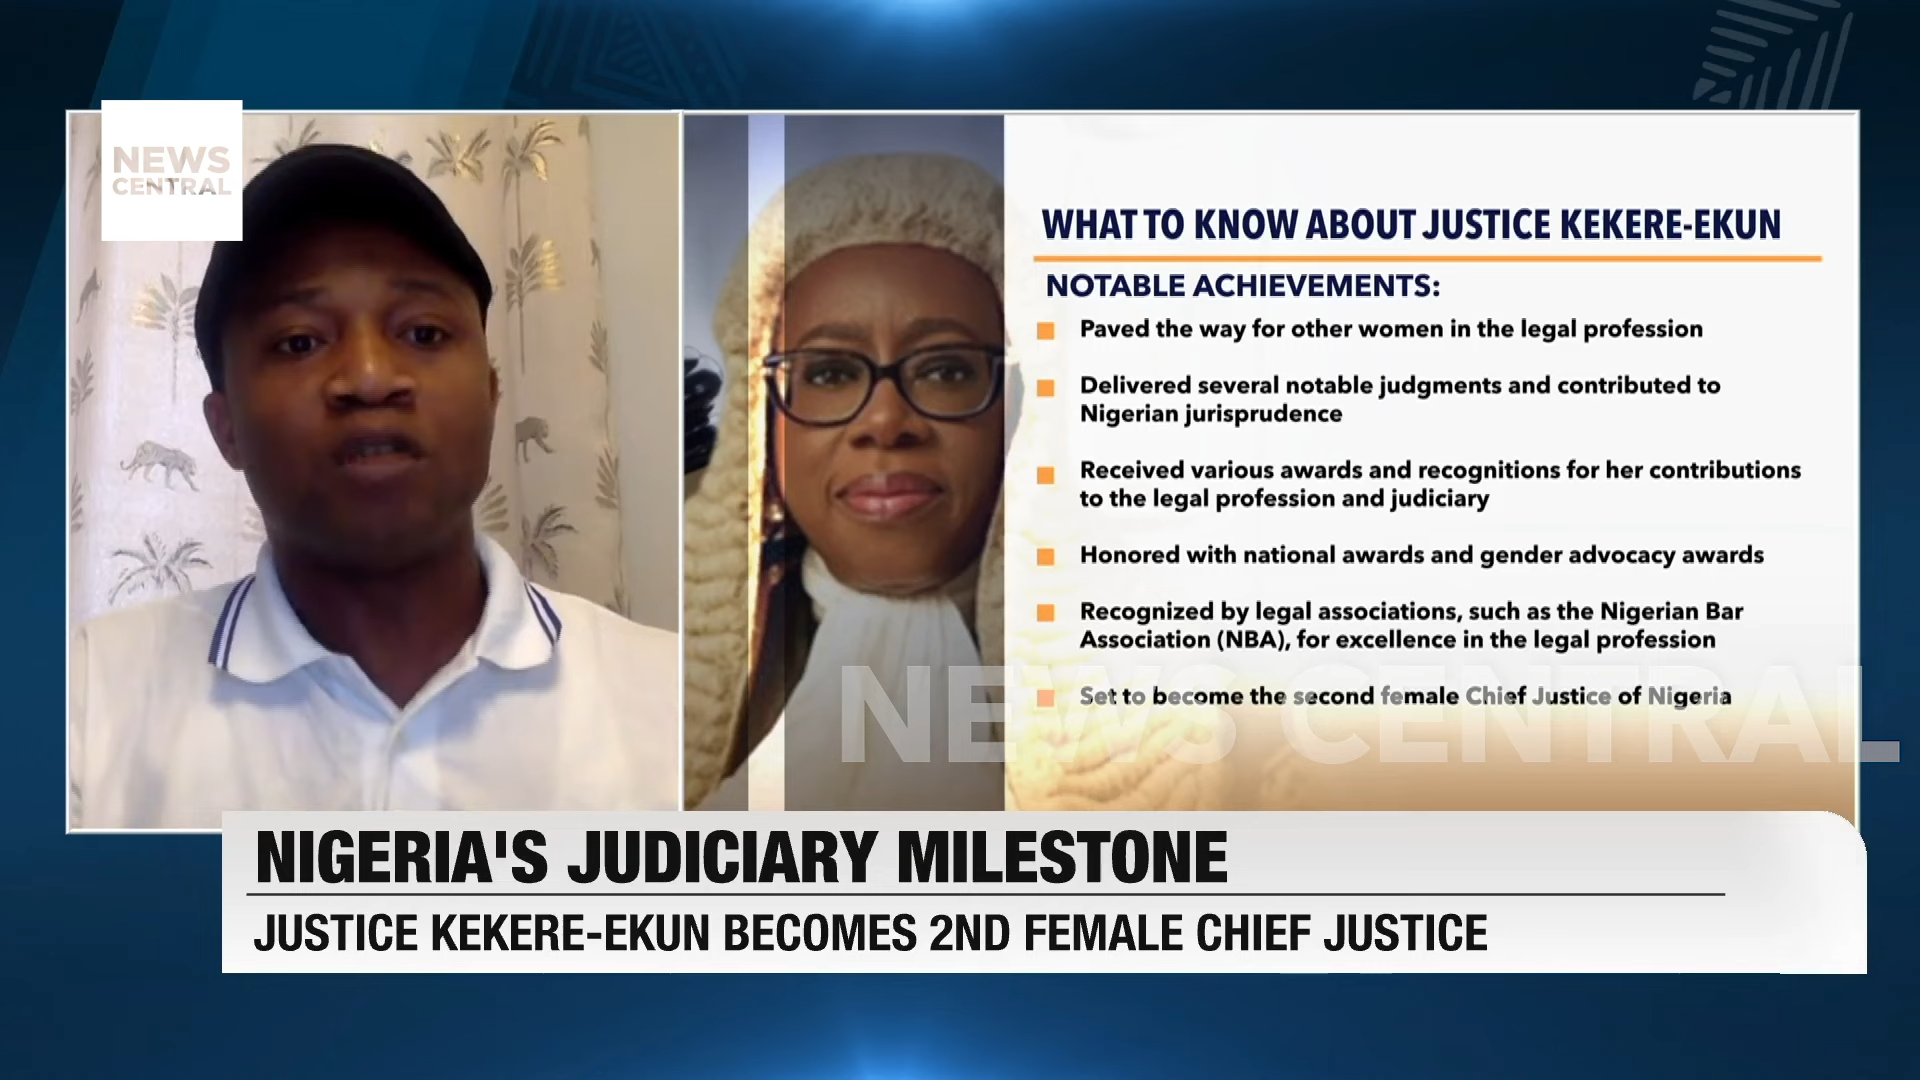 NEWS
CENTRAL
WHAT TO KNOW ABOUT JUSTICE KEKERE-EKUN
NOTABLE ACHIEVEMENTS:
Paved the way for other women in the legal profession
Delivered several notable judgments and contributed to
Nigerian jurisprudence
Received various awards and recognitions for her contributions
to the legal profession and judiciary
Honored with national awards and gender advocacy awards
Recognized by legal associations, such as the Nigerian Bar
Association (NBA), for excellence in the legal profession
Set to become the second female Chief Justice of Nigeria
NEWS CENTRAL
NIGERIA'S JUDICIARY MILESTONE
JUSTICE KEKERE-EKUN BECOMES 2ND FEMALE CHIEF JUSTICE